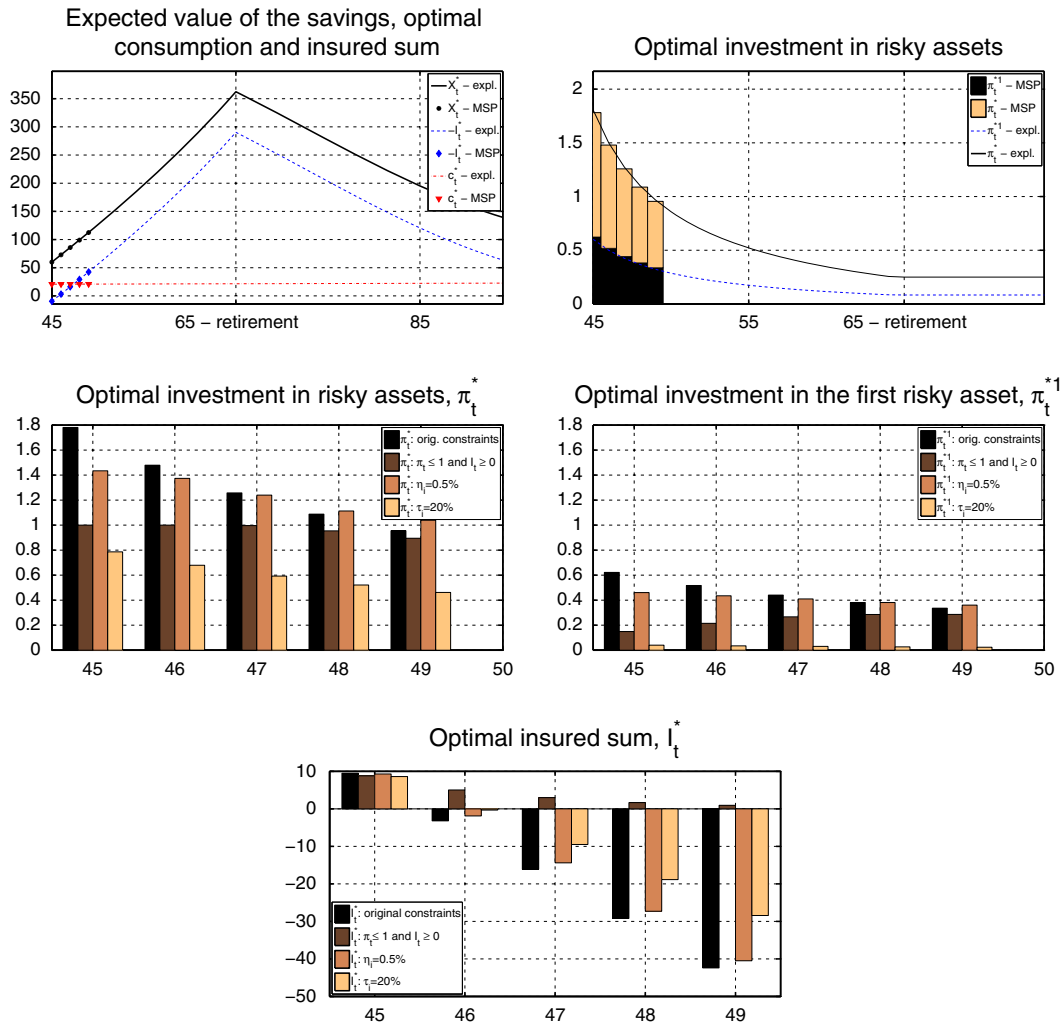 Expected value of the savings, optimal
consumption and insured sum
350
300
250
200
150
100
50
0
45
65 – retirement
85
X*t – expl.
X*t – MSP
–I*t – expl.
–I*t – MSP
c*t – expl.
c*t – MSP
Optimal investment in risky assets
2
1.5
1
0.5
0
45
55
65 – retirement
π*1t – MSP
π*t – MSP
π*1t – expl.
π*t – expl.
Optimal investment in risky assets, π*t
1.8
1.6
1.4
1.2
1
0.8
0.6
0.4
0.2
0
45
46
47
48
49
50
π*t: orig. constraints
π*t: πt ≤ 1 and It ≥ 0
π*t: ηi=0.5%
π*t: τi=20%
Optimal investment in the first risky asset, π*1t
1.8
1.6
1.4
1.2
1
0.8
0.6
0.4
0.2
0
45
46
47
48
49
50
π*1t: orig. constraints
π*1t: πt ≤ 1 and It ≥ 0
π*1t: ηi=0.5%
π*1t: τi=20%
Optimal insured sum, I*t
10
0
−10
−20
−30
−40
−50
45
46
47
48
49
I*t: original constraints
I*t: πt ≤ 1 and It ≥ 0
I*t: ηi=0.5%
I*t: τi=20%